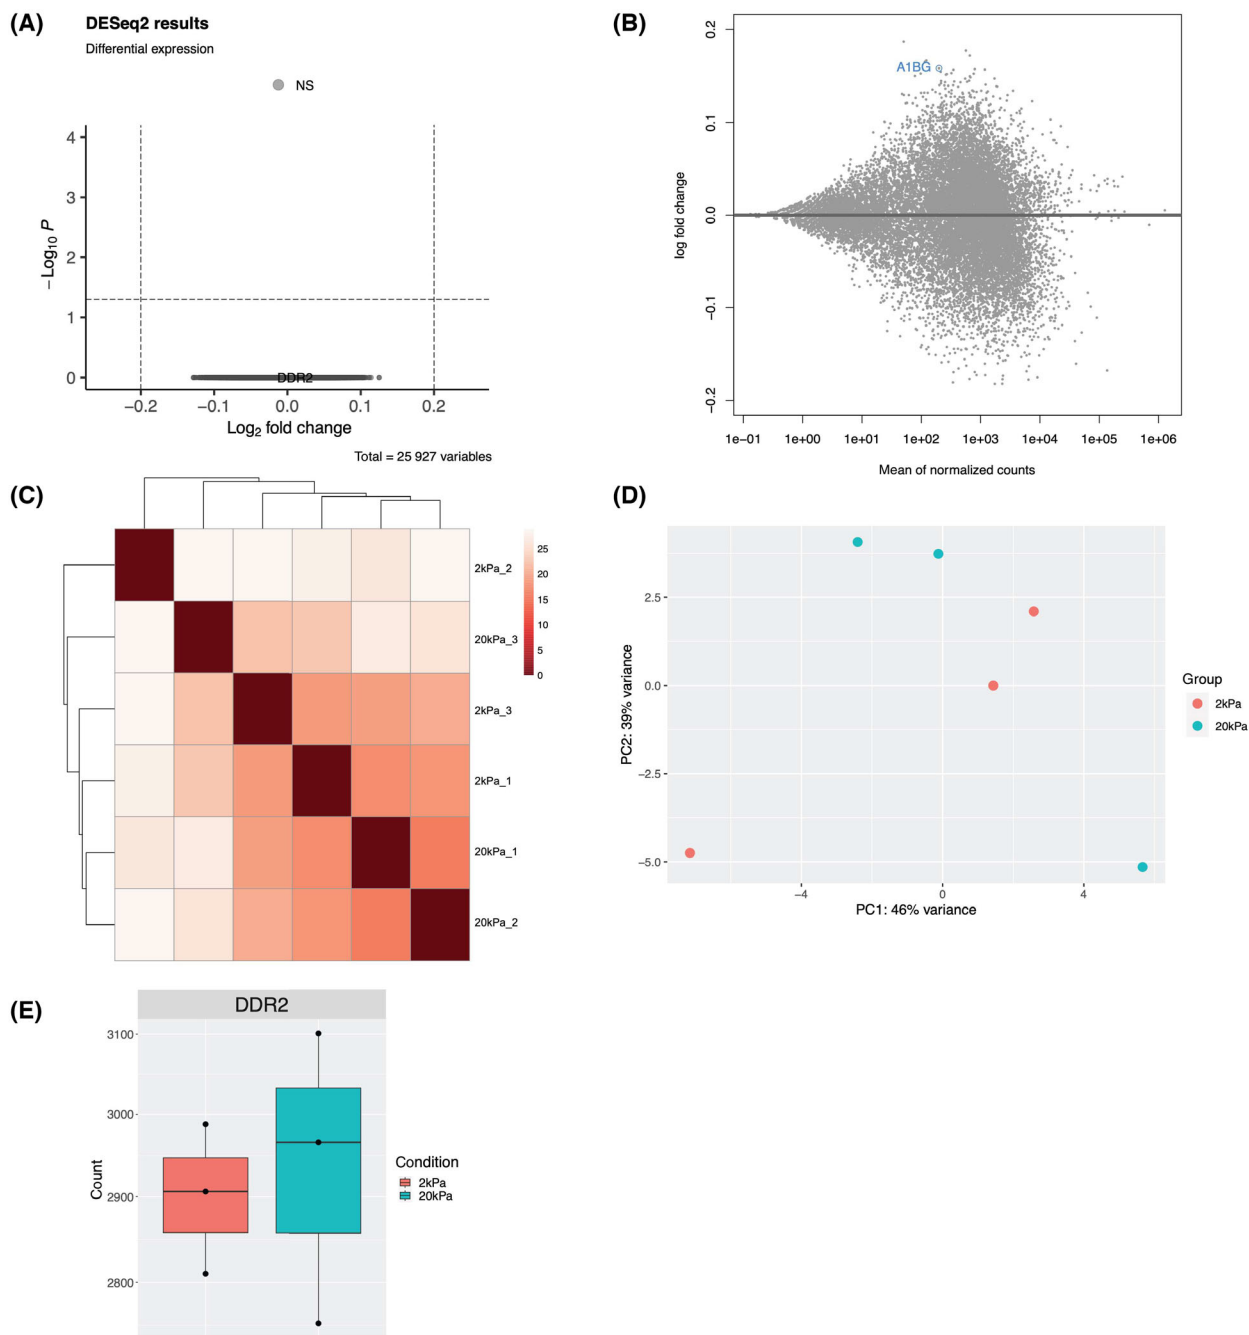 (A)
DESeq2 results
Differential expression
NS
4
3
2
1
0
−Log10 P
DDR2
−0.2 −0.1 0.0 0.1 0.2
Log2 fold change
Total = 25 927 variables
(B)
0.2
0.1
0.0
−0.1
−0.2
log fold change
A1BG
1e−01 1e+00 1e+01 1e+02 1e+03 1e+04 1e+05 1e+06
Mean of normalized counts
(C)
25
20
15
10
5
0
2kPa_2
20kPa_3
2kPa_3
2kPa_1
20kPa_1
20kPa_2
(D)
2.5
0.0
−2.5
−5.0
PC2: 39% variance
−4 0 4
PC1: 46% variance
Group
2kPa
20kPa
(E)
DDR2
3100
3000
2900
2800
Count
Condition
2kPa
20kPa